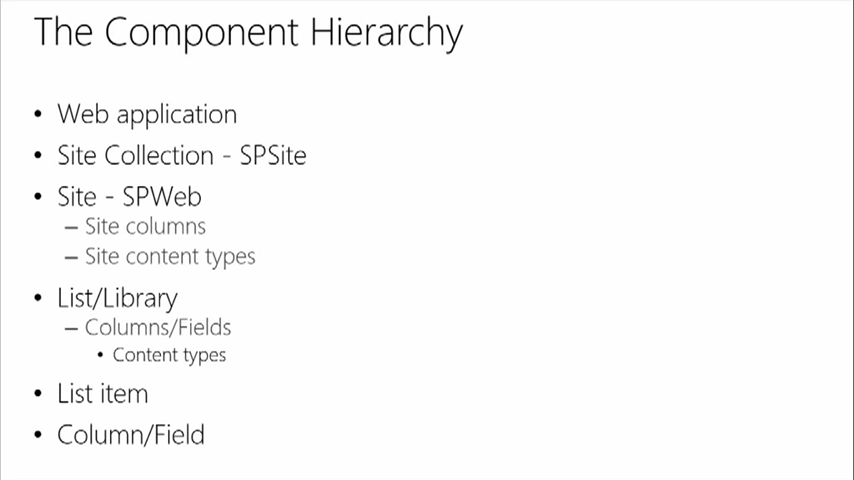 The Component Hierarchy
• Web application
• Site Collection - SPSite
• Site - SPWeb
– Site columns
– Site content types
• List/Library
– Columns/Fields
• Content types
• List item
• Column/Field